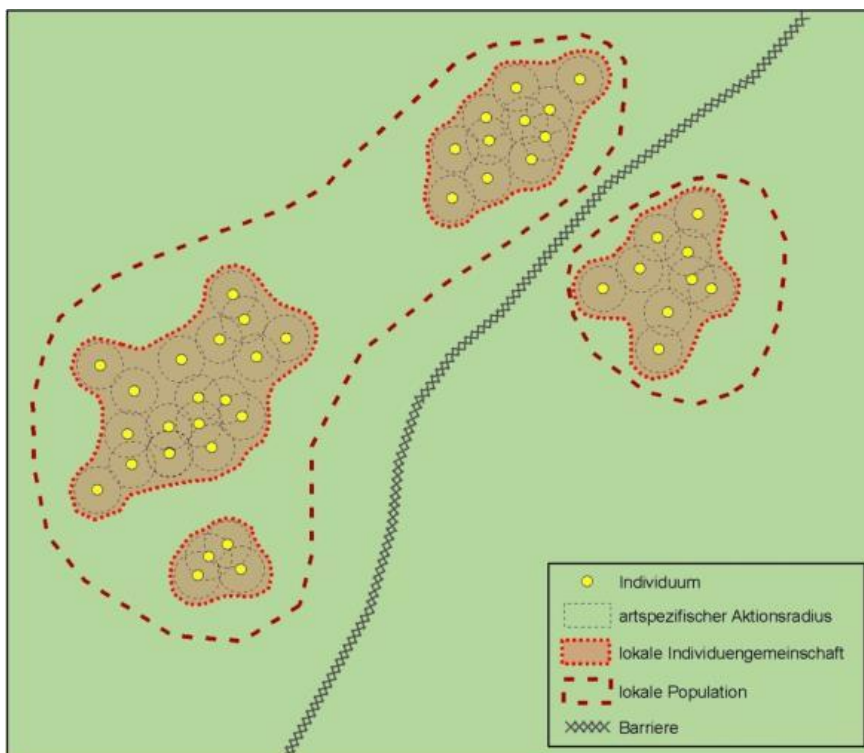 Individuum
artspezifischer Aktionsradius
lokale Individuengemeinschaft
lokale Population
Barriere